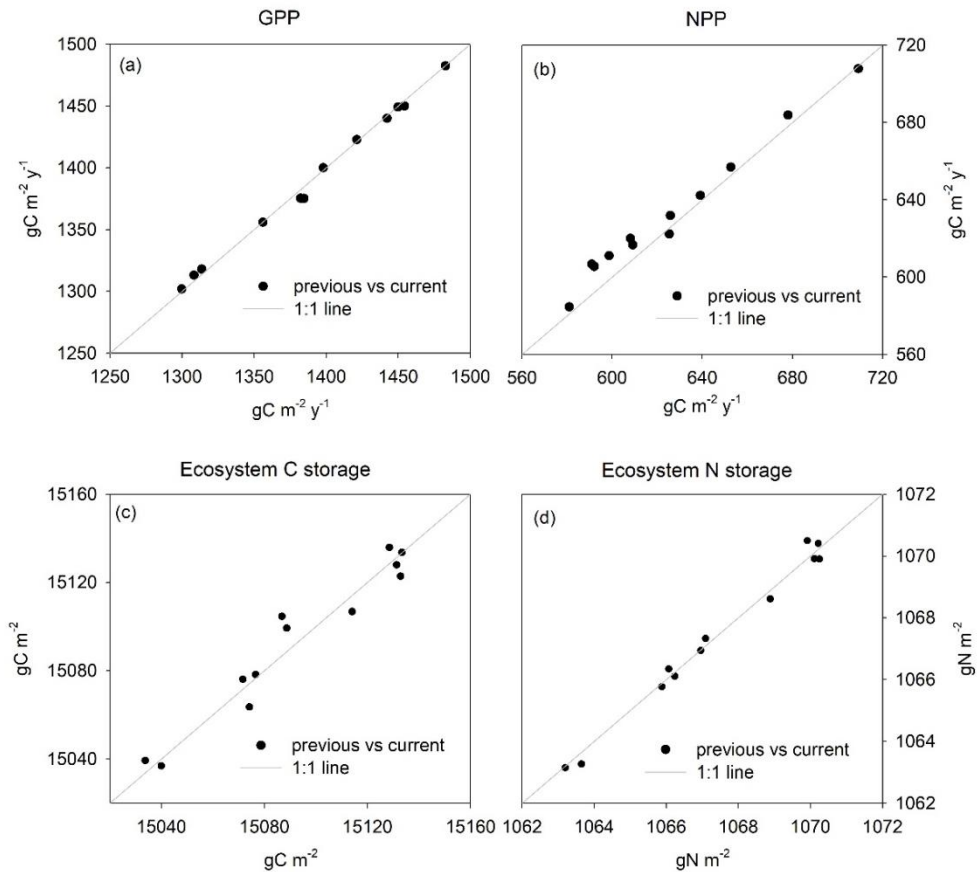 GPP
NPP
(a)
1500
1450
1400
1350
1300
1250
gC m⁻² y⁻¹
previous vs current
1:1 line
1250 1300 1350 1400 1450 1500
gC m⁻² y⁻¹
(b)
720
680
640
600
560
gC m⁻² y⁻¹
previous vs current
1:1 line
560 600 640 680 720
gC m⁻² y⁻¹
Ecosystem C storage
Ecosystem N storage
(c)
15160
15120
15080
15040
gC m⁻²
previous vs current
1:1 line
15040 15080 15120 15160
gC m⁻²
(d)
1072
1070
1068
1066
1064
1062
gN m⁻²
previous vs current
1:1 line
1062 1064 1066 1068 1070 1072
gN m⁻²